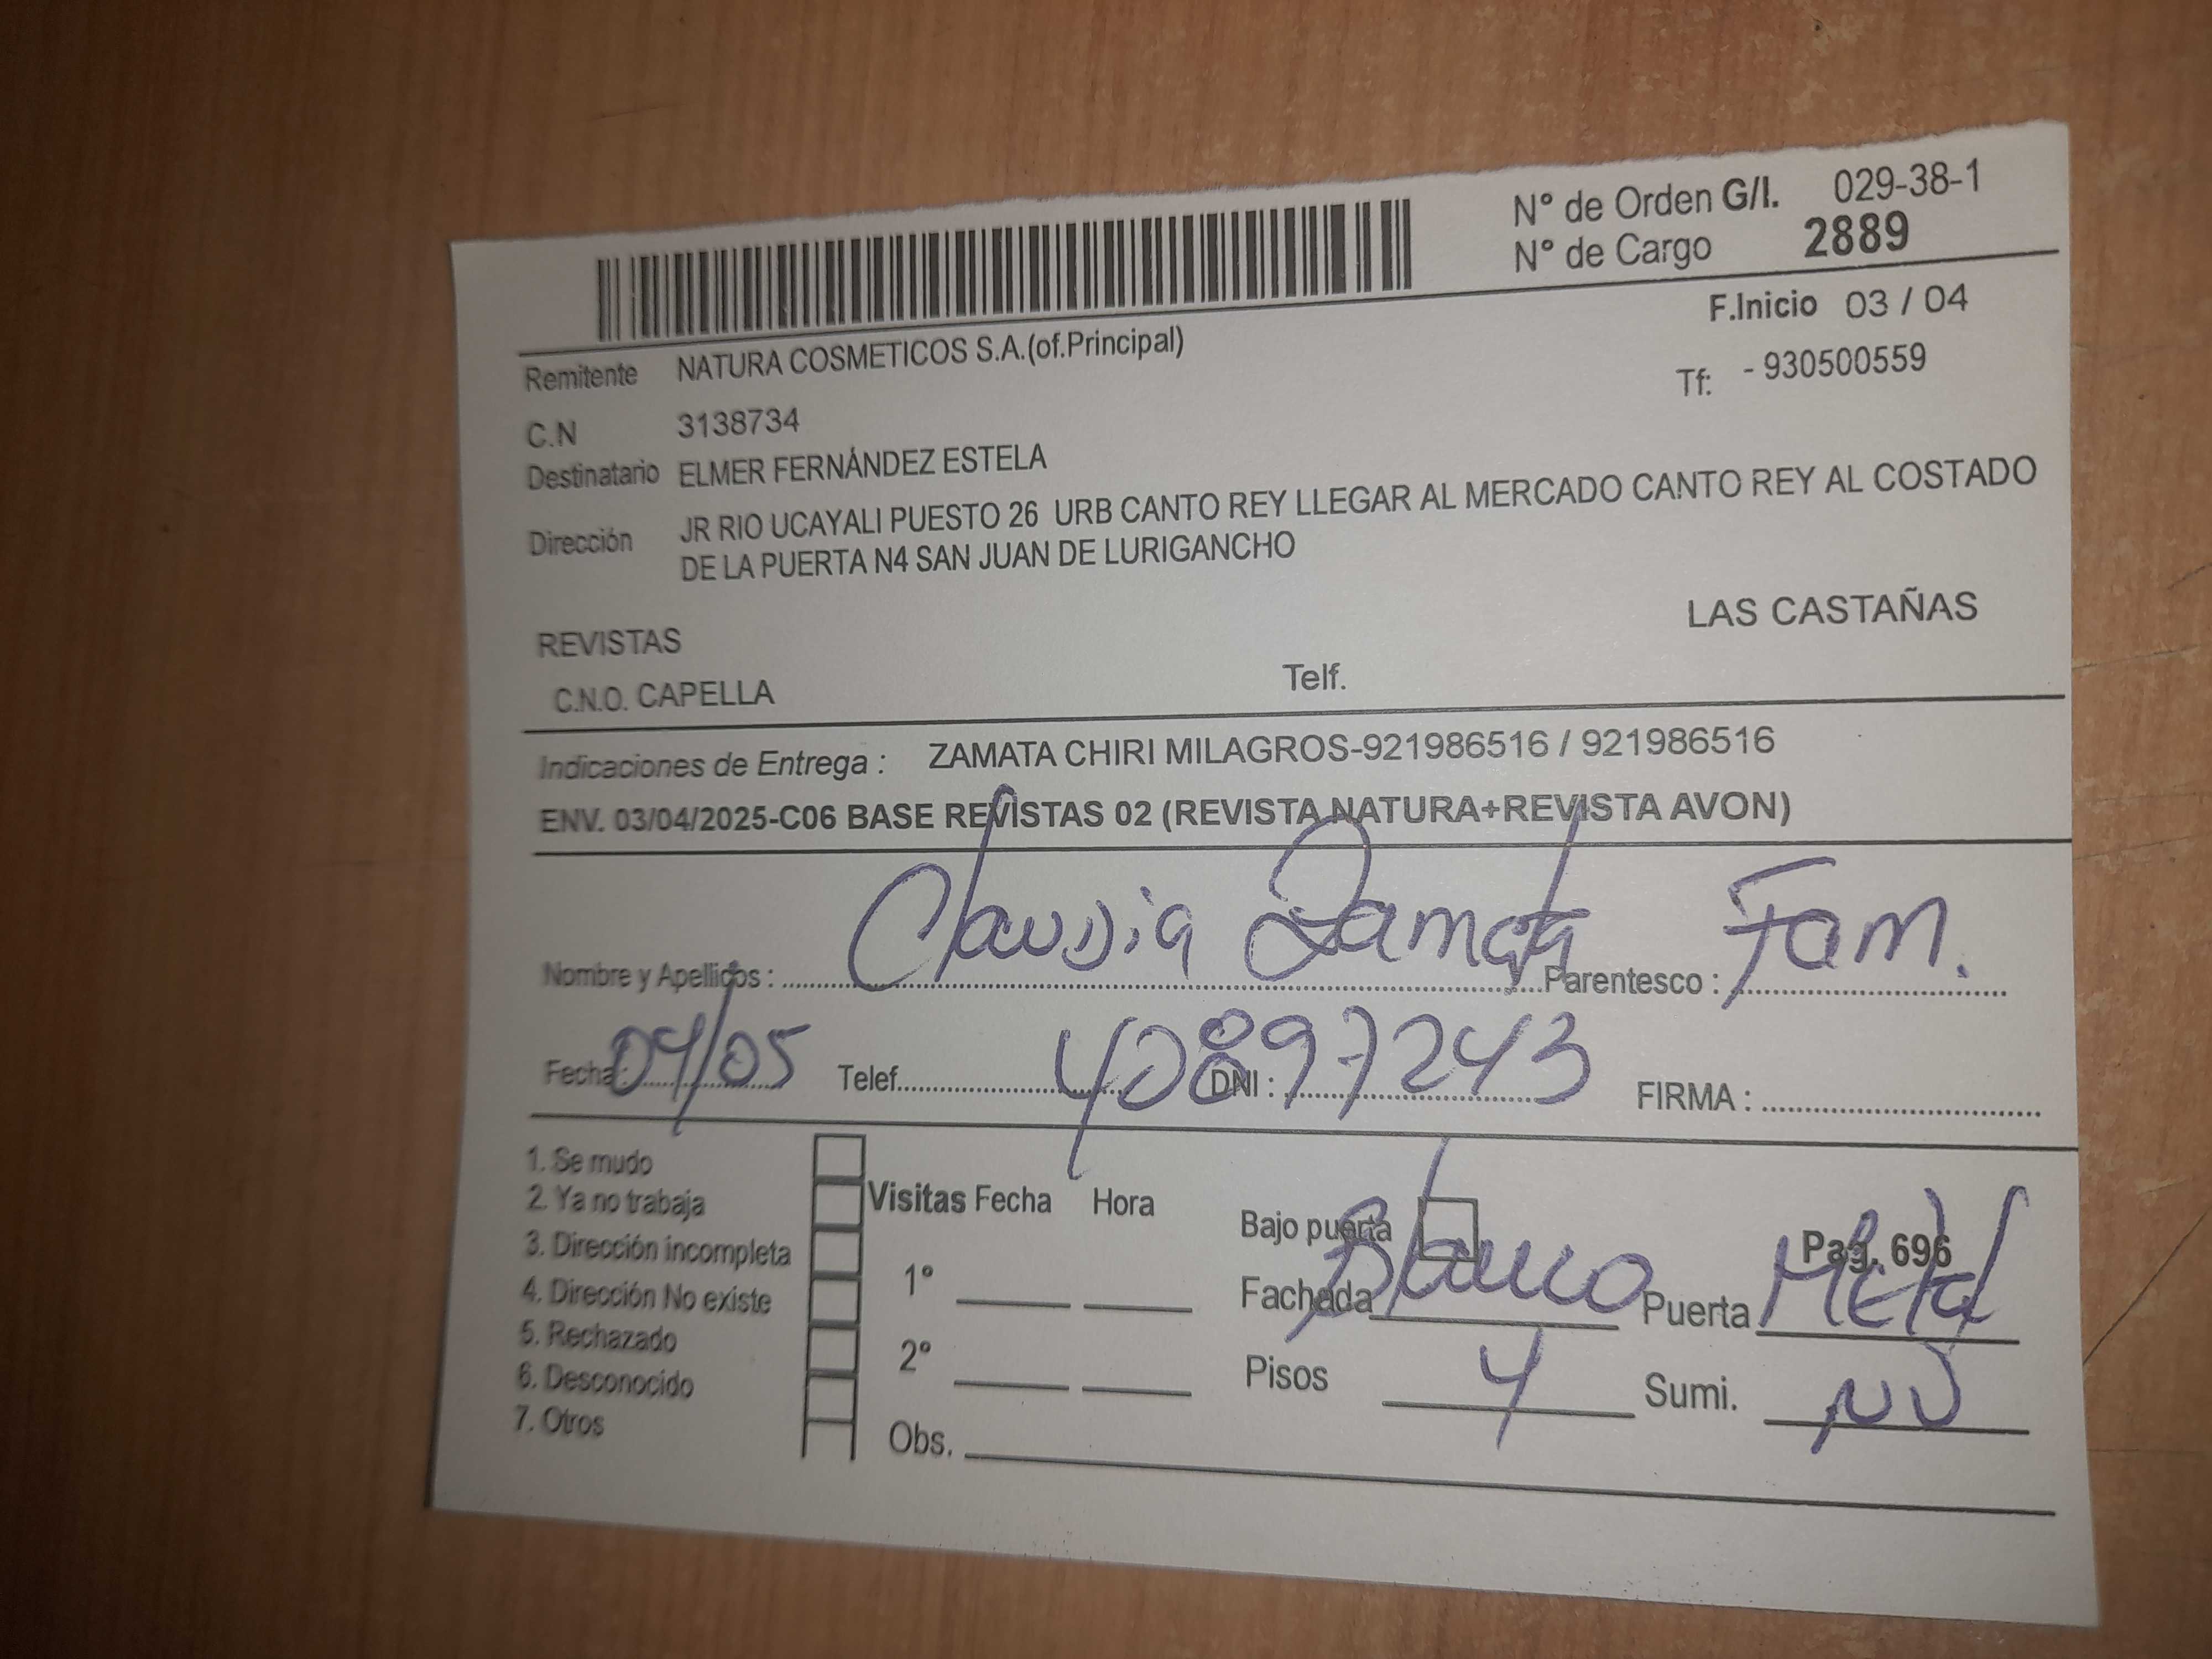 N° de Orden G/I. 029-38-1
N° de Cargo 2889
F.Inicio 03 / 04
Remitente NATURA COSMETICOS S.A.(of.Principal)
Tf: - 930500559
C.N 3138734
Destinatario ELMER FERNÁNDEZ ESTELA
Dirección JR RIO UCAYALI PUESTO 26 URB CANTO REY LLEGAR AL MERCADO CANTO REY AL COSTADO
DE LA PUERTA N4 SAN JUAN DE LURIGANCHO
LAS CASTAÑAS
REVISTAS
C.N.O. CAPELLA Telf.
Indicaciones de Entrega : ZAMATA CHIRI MILAGROS-921986516 / 921986516
ENV. 03/04/2025-C06 BASE REVISTAS 02 (REVISTA NATURA+REVISTA AVON)
Nombre y Apellidos : Claudia Zamata Parentesco : Fam.
Fecha : 04/05 Telef. DNI : 40897243 FIRMA :
1. Se mudo
2. Ya no trabaja
3. Dirección incompleta
4. Dirección No existe
5. Rechazado
6. Desconocido
7. Otros
Visitas Fecha Hora
1°
2°
Obs.
Bajo puerta Pag. 696
Fachada Blanco Puerta Metal
Pisos 4 Sumi. NO